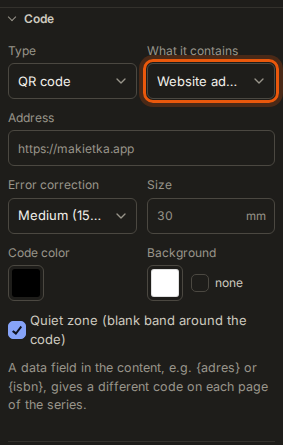 Code
Type
What it contains
QR code
Website ad...
Address
https://makietka.app
Error correction
Size
Medium (15...
30
mm
Code color
Background
none
Quiet zone (blank band around the
code)
A data field in the content, e.g. {adres} or
{isbn}, gives a different code on each page
of the series.